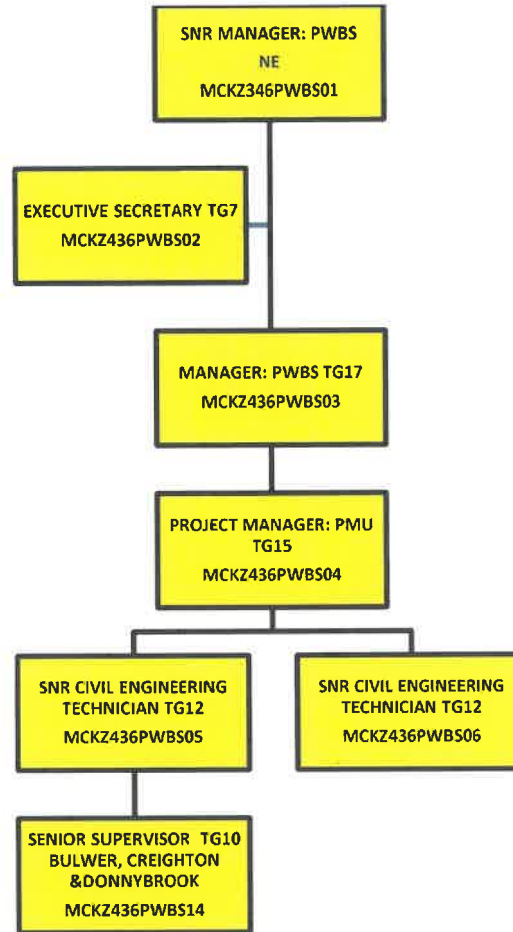 SNR MANAGER: PWBS
NE
MCKZ346PWBS01
EXECUTIVE SECRETARY TG7
MCKZ436PWBS02
MANAGER: PWBS TG17
MCKZ436PWBS03
PROJECT MANAGER: PMU
TG15
MCKZ436PWBS04
SNR CIVIL ENGINEERING
TECHNICIAN TG12
MCKZ436PWBS05
SNR CIVIL ENGINEERING
TECHNICIAN TG12
MCKZ436PWBS06
SENIOR SUPERVISOR TG10
BULWER, CREIGHTON
&DONNYBROOK
MCKZ436PWBS14